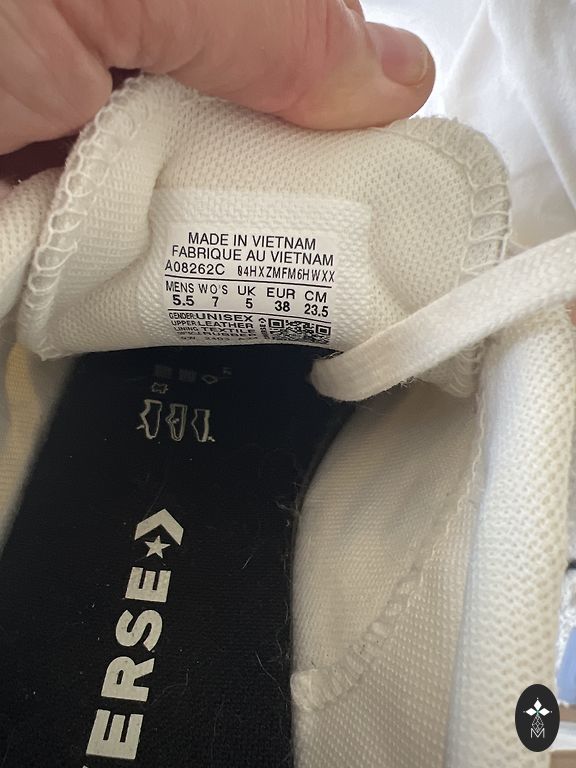 MADE IN VIETNAM
FABRIQUE AU VIETNAM
A08262C 04HXZMFM6HWXX
MENS WO'S UK EUR CM
5.5 7 5 38 23.5
GENDER UNISEX
UPPER LEATHER
LINING TEXTILE
RUBBER
ERSE
M